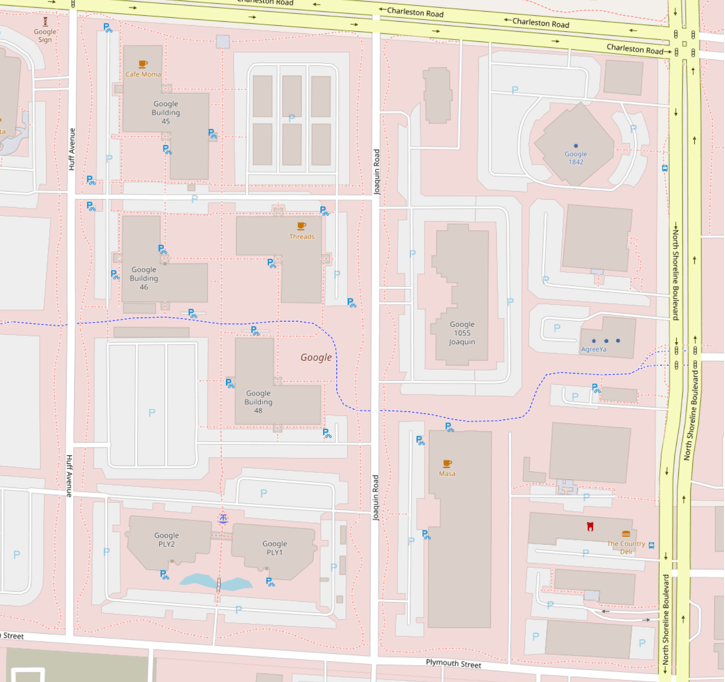 Charleston Road
Charleston Road
Charleston Road
Charleston Road
Google
Sign
Cafe Moma
Google
Building
45
Huff Avenue
P
P
P
Google
1842
P
Joaquin Road
P
Threads
Google
Building
46
P
P
P
P
North Shoreline Boulevard
Google
1055
Joaquin
P
AgreeYa
Google
P
Google
Building
48
P
North Shoreline Boulevard
Huff Avenue
Masa
Joaquin Road
P
P
Google
PLY2
Google
PLY1
P
The Country
Deli
P
P
P
P
P
P
P
North Shoreline Boulevard
Street
Plymouth Street